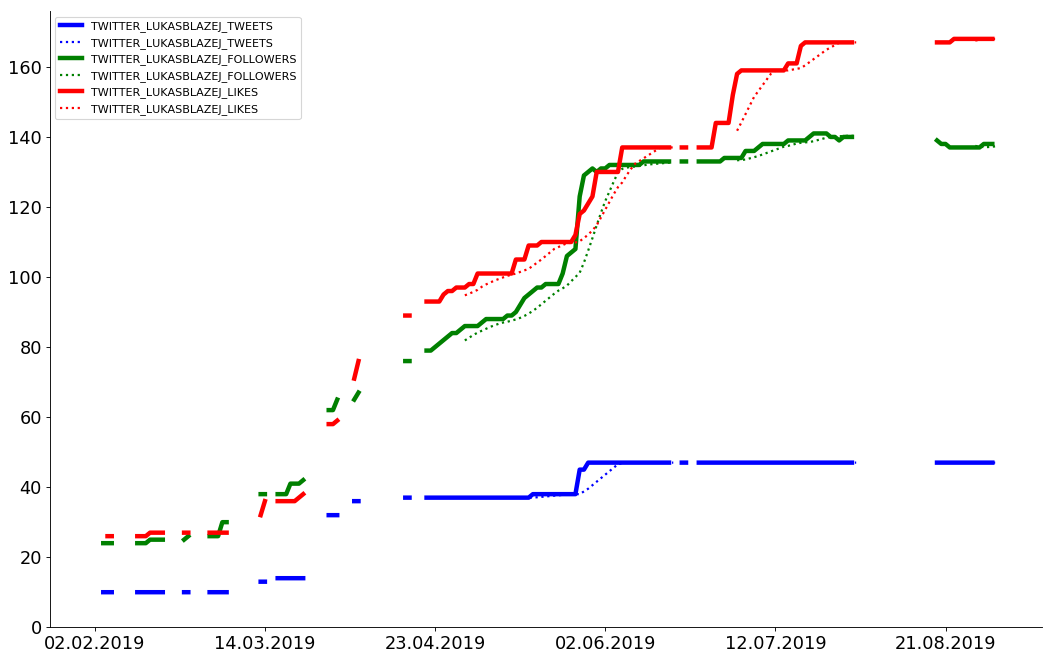 TWITTER_LUKASBLAZEJ_TWEETS
TWITTER_LUKASBLAZEJ_TWEETS
TWITTER_LUKASBLAZEJ_FOLLOWERS
TWITTER_LUKASBLAZEJ_FOLLOWERS
TWITTER_LUKASBLAZEJ_LIKES
TWITTER_LUKASBLAZEJ_LIKES
160
140
120
100
80
60
40
20
0
02.02.2019 14.03.2019 23.04.2019 02.06.2019 12.07.2019 21.08.2019